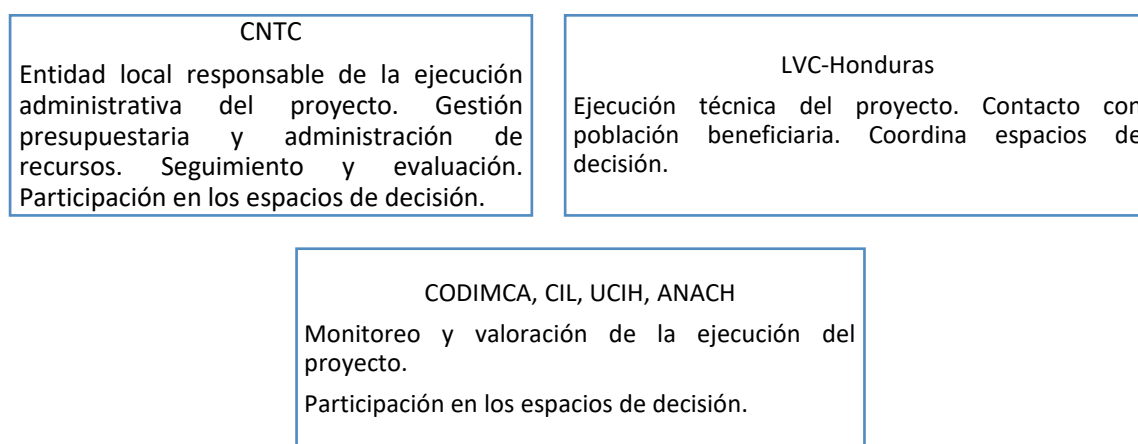 CNTC
Entidad local responsable de la ejecución
administrativa del proyecto. Gestión
presupuestaria y administración de
recursos. Seguimiento y evaluación.
Participación en los espacios de decisión.
LVC-Honduras
Ejecución técnica del proyecto. Contacto con
población beneficiaria. Coordina espacios de
decisión.
CODIMCA, CIL, UCIH, ANACH
Monitoreo y valoración de la ejecución del
proyecto.
Participación en los espacios de decisión.